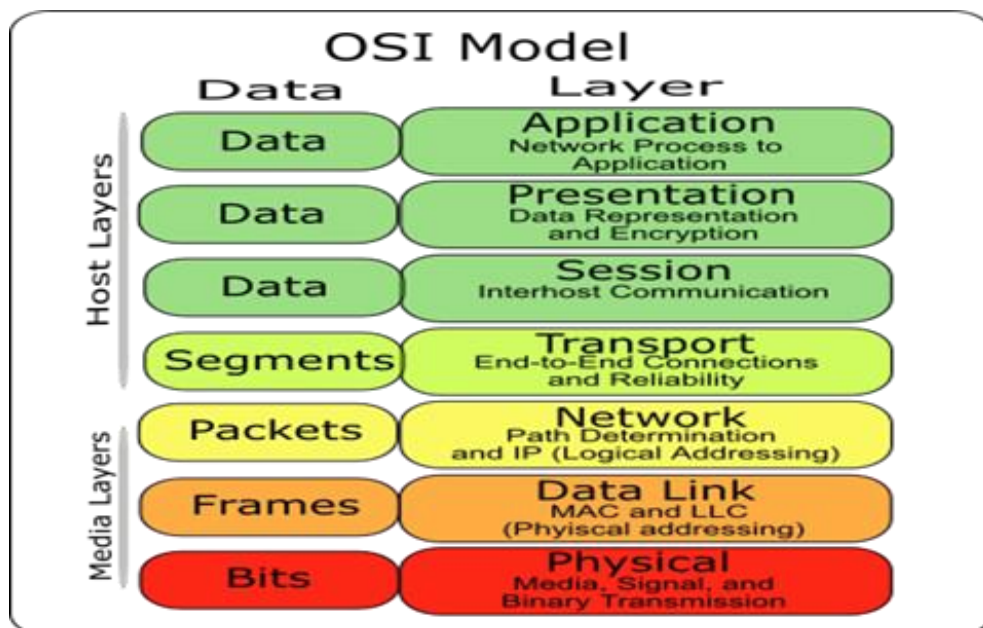 OSI Model
Data Layer
Host Layers
Data
Application
Network Process to
Application
Data
Presentation
Data Representation
and Encryption
Data
Session
Interhost Communication
Segments
Transport
End-to-End Connections
and Reliability
Media Layers
Packets
Network
Path Determination
and IP (Logical Addressing)
Frames
Data Link
MAC and LLC
(Phyiscal addressing)
Bits
Physical
Media, Signal, and
Binary Transmission